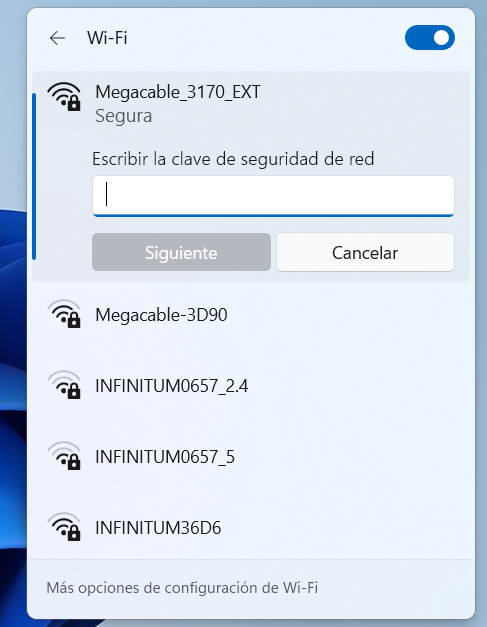 Wi-Fi
Megacable_3170_EXT
Segura
Escribir la clave de seguridad de red
Siguiente
Cancelar
Megacable-3D90
INFINITUM0657_2.4
INFINITUM0657_5
INFINITUM36D6
Más opciones de configuración de Wi-Fi